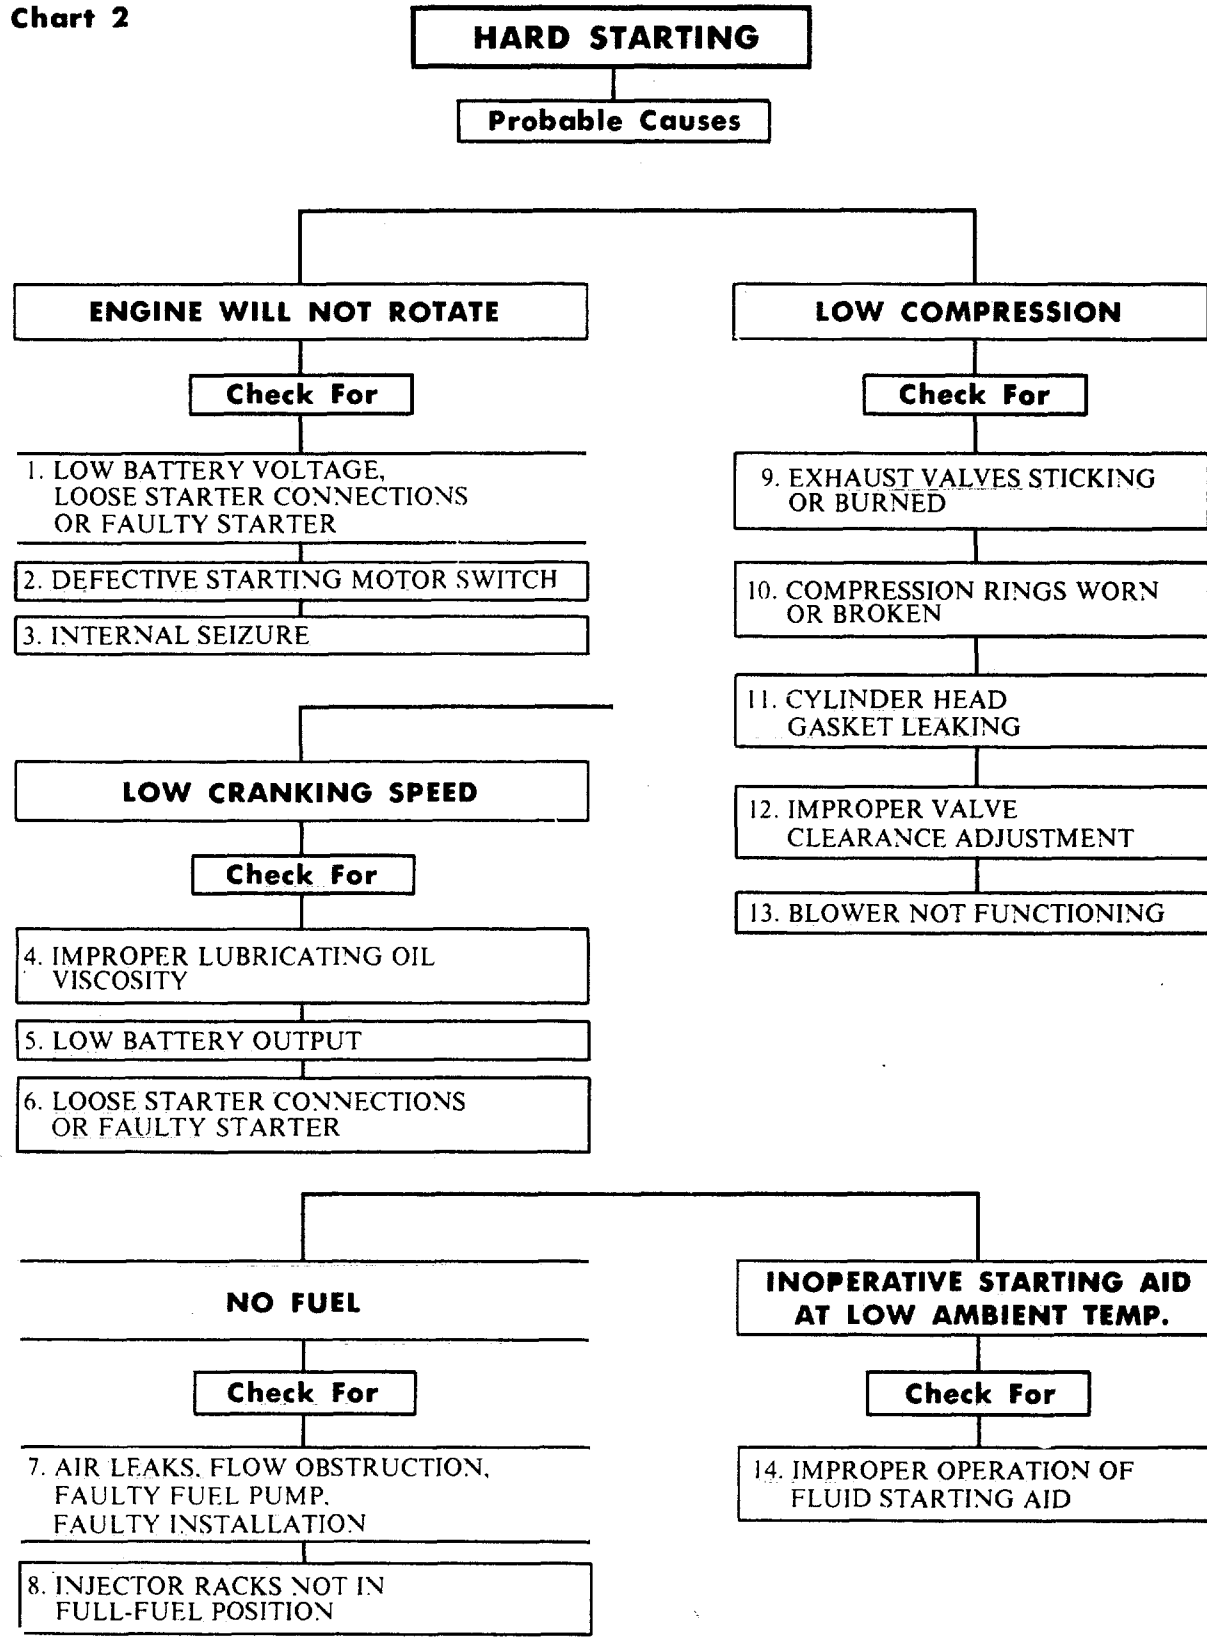 Chart 2
HARD STARTING
Probable Causes
ENGINE WILL NOT ROTATE
Check For
1. LOW BATTERY VOLTAGE,
LOOSE STARTER CONNECTIONS
OR FAULTY STARTER
2. DEFECTIVE STARTING MOTOR SWITCH
3. INTERNAL SEIZURE
LOW CRANKING SPEED
Check For
4. IMPROPER LUBRICATING OIL
VISCOSITY
5. LOW BATTERY OUTPUT
6. LOOSE STARTER CONNECTIONS
OR FAULTY STARTER
NO FUEL
Check For
7. AIR LEAKS, FLOW OBSTRUCTION,
FAULTY FUEL PUMP,
FAULTY INSTALLATION
8. INJECTOR RACKS NOT IN
FULL-FUEL POSITION
LOW COMPRESSION
Check For
9. EXHAUST VALVES STICKING
OR BURNED
10. COMPRESSION RINGS WORN
OR BROKEN
11. CYLINDER HEAD
GASKET LEAKING
12. IMPROPER VALVE
CLEARANCE ADJUSTMENT
13. BLOWER NOT FUNCTIONING
INOPERATIVE STARTING AID
AT LOW AMBIENT TEMP.
Check For
14. IMPROPER OPERATION OF
FLUID STARTING AID